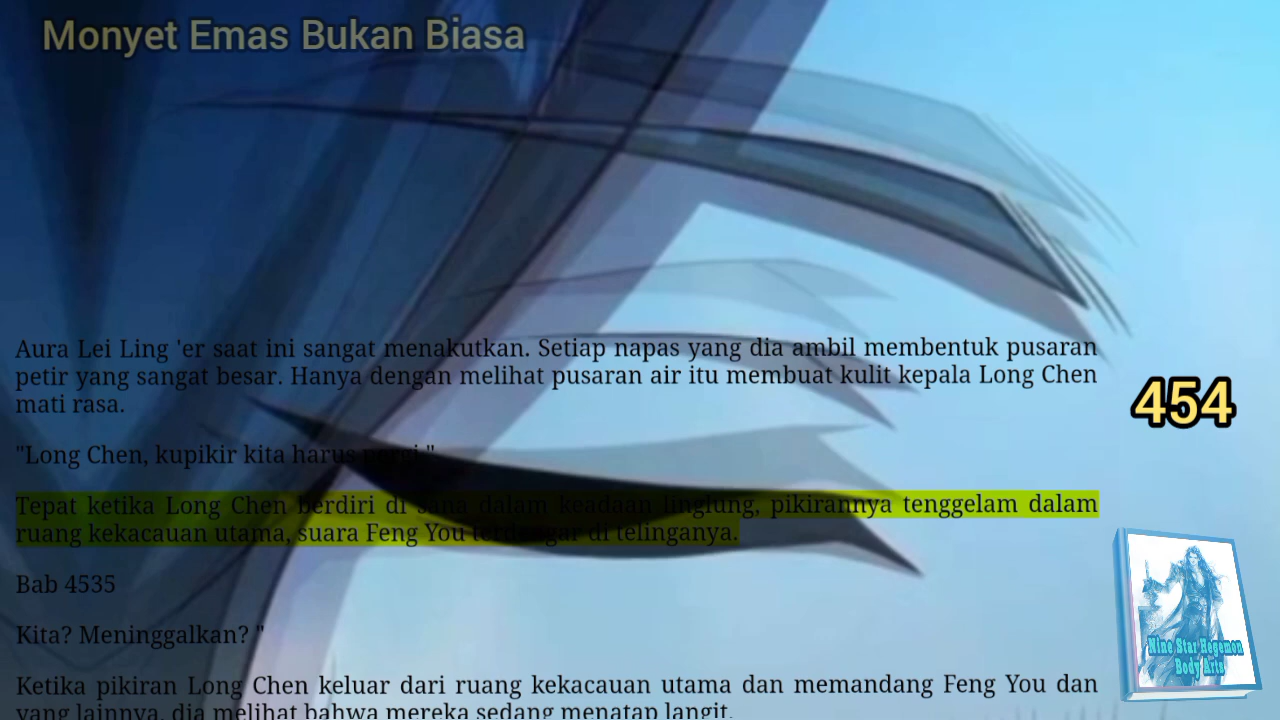 Monyet Emas Bukan Biasa
Aura Lei Ling 'er saat ini sangat menakutkan. Setiap napas yang dia ambil membentuk pusaran
petir yang sangat besar. Hanya dengan melihat pusaran air itu membuat kulit kepala Long Chen
mati rasa.
454
"Long Chen, kupikir kita harus pergi."
Tepat ketika Long Chen berdiri di sana dalam keadaan linglung, pikirannya tenggelam dalam
ruang kekacauan utama, suara Feng You terdengar di telinganya.
Bab 4535
Kita? Meninggalkan? "
Nine Star Hegemon
Body Arts
Ketika pikiran Long Chen keluar dari ruang kekacauan utama dan memandang Feng You dan
yang lainnya, dia melihat bahwa mereka sedang menatap langit.